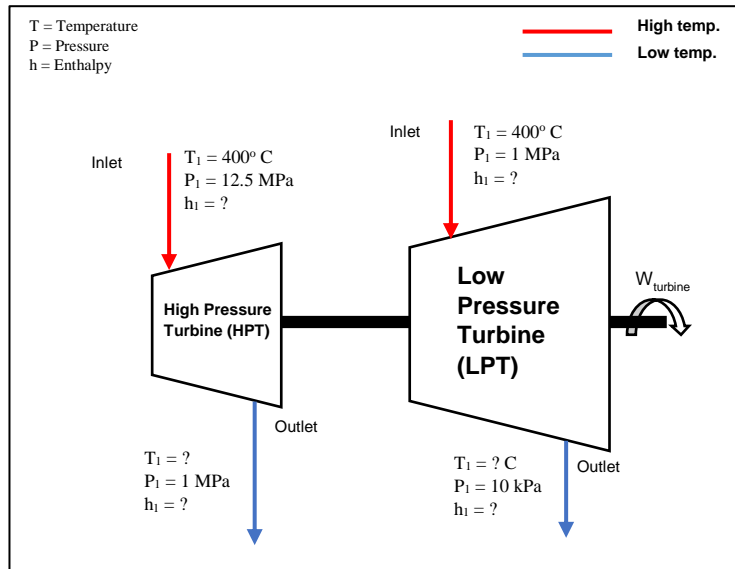 T = Temperature
P = Pressure
h = Enthalpy
High temp.
Low temp.
Inlet
T₁ = 400º C
P₁ = 12.5 MPa
h₁ = ?
Inlet
T₁ = 400º C
P₁ = 1 MPa
h₁ = ?
High Pressure
Turbine (HPT)
Low
Pressure
Turbine
(LPT)
Wturbine
Outlet
T₁ = ?
P₁ = 1 MPa
h₁ = ?
Outlet
T₁ = ? C
P₁ = 10 kPa
h₁ = ?